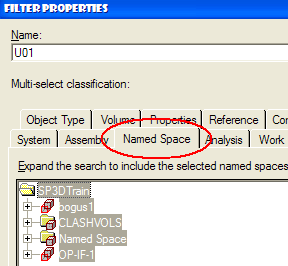 FILTER PROPERTIES
Name:
U01
Multi-select classification:
Object Type Volume Properties Reference
System Assembly Named Space Analysis Work
Expand the search to include the selected named spaces
SP3DTrain
bogus1
CLASHVOLS
Named Space
OP-IF-1